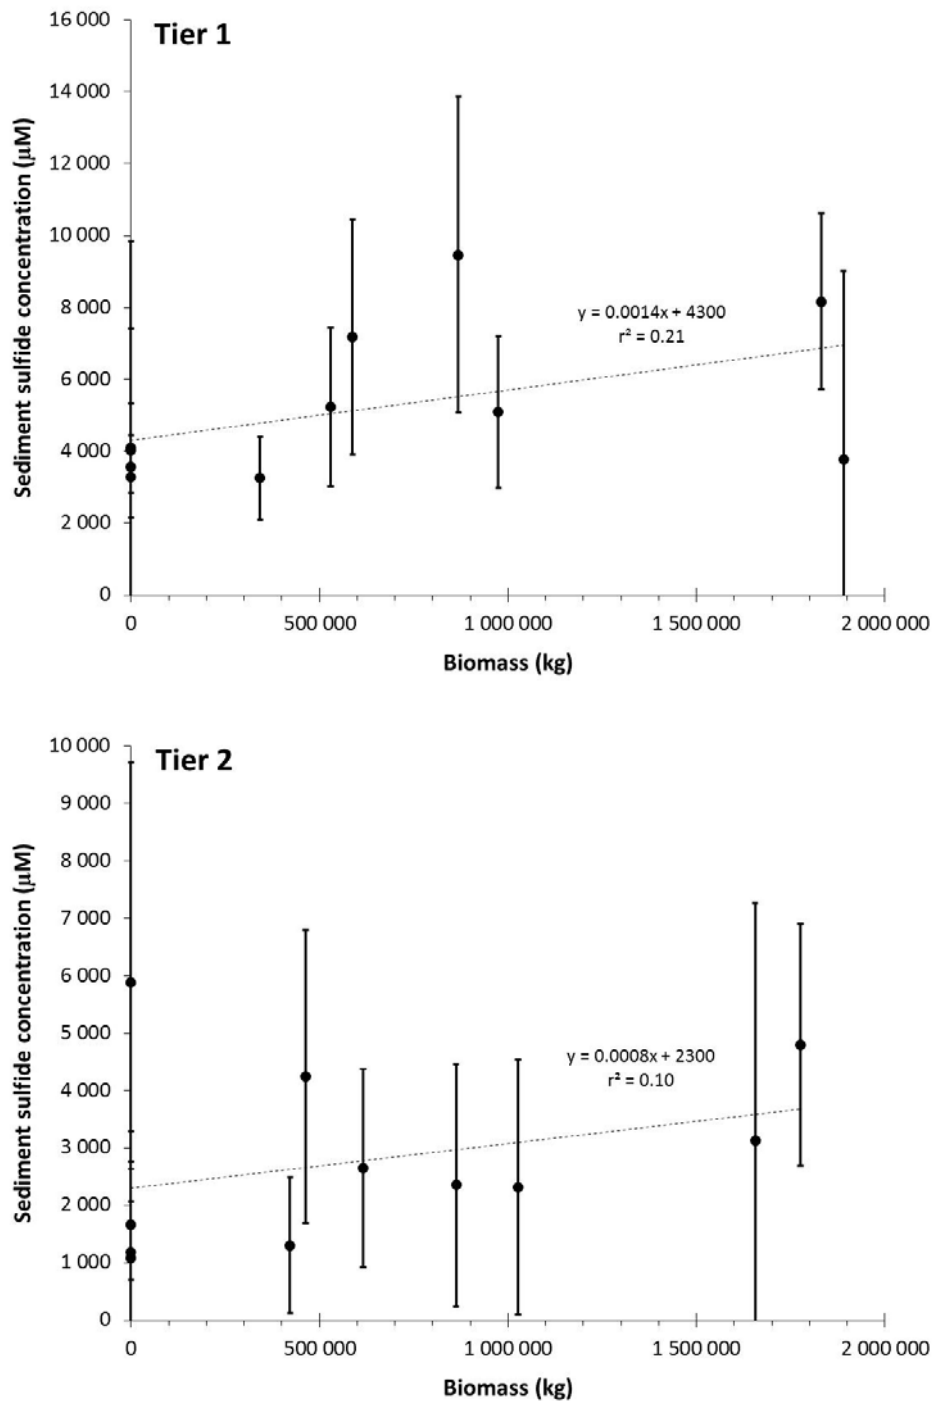 Tier 1
Sediment sulfide concentration (µM)
16 000
14 000
12 000
10 000
8 000
6 000
4 000
2 000
0
y = 0.0014x + 4300
r² = 0.21
0 500 000 1 000 000 1 500 000 2 000 000
Biomass (kg)
Tier 2
Sediment sulfide concentration (µM)
10 000
9 000
8 000
7 000
6 000
5 000
4 000
3 000
2 000
1 000
0
y = 0.0008x + 2300
r² = 0.10
0 500 000 1 000 000 1 500 000 2 000 000
Biomass (kg)